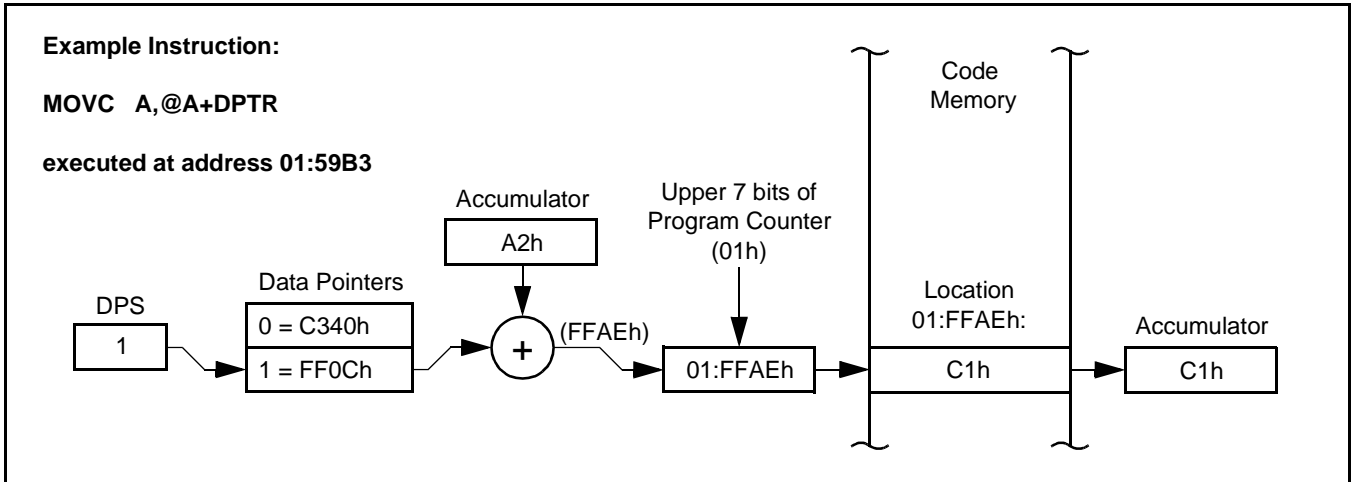 Example Instruction:
MOVC A,@A+DPTR
executed at address 01:59B3
Code
Memory
Accumulator
A2h
Upper 7 bits of
Program Counter
(01h)
DPS
1
Data Pointers
0 = C340h
1 = FF0Ch
+
(FFAEh)
01:FFAEh
Location
01:FFAEh:
C1h
Accumulator
C1h